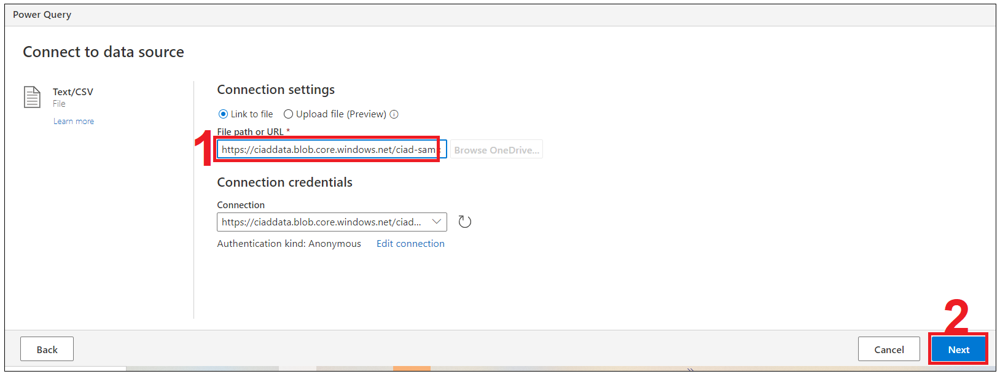 Power Query
Connect to data source
Text/CSV
File
Learn more
Connection settings
Link to file Upload file (Preview)
File path or URL *
1
https://ciaddata.blob.core.windows.net/ciad-sam
Browse OneDrive...
Connection credentials
Connection
https://ciaddata.blob.core.windows.net/ciad...
Authentication kind: Anonymous Edit connection
2
Back Cancel Next